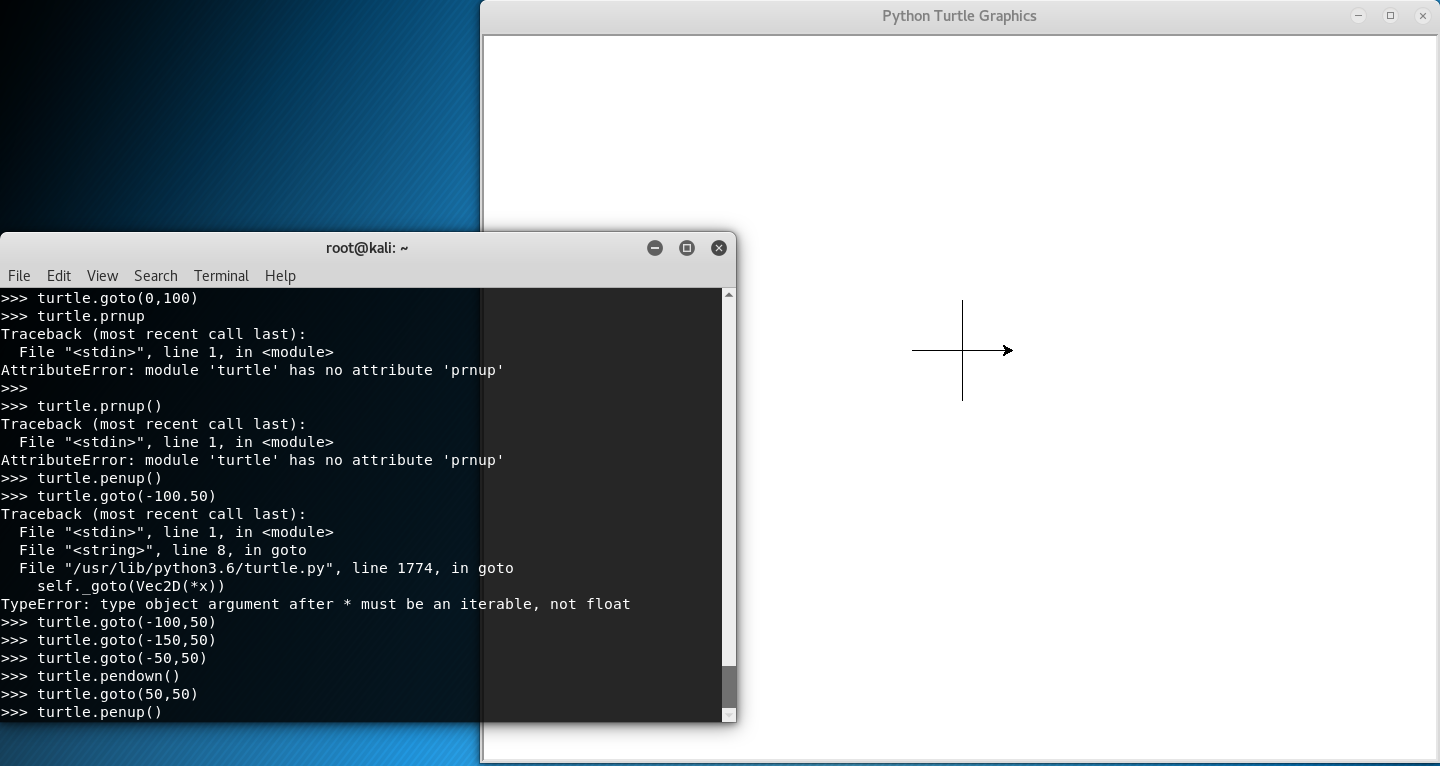 Python Turtle Graphics
root@kali: ~
File Edit View Search Terminal Help
>>> turtle.goto(0,100)
>>> turtle.prnup
Traceback (most recent call last):
  File "<stdin>", line 1, in <module>
AttributeError: module 'turtle' has no attribute 'prnup'
>>>
>>> turtle.prnup()
Traceback (most recent call last):
  File "<stdin>", line 1, in <module>
AttributeError: module 'turtle' has no attribute 'prnup'
>>> turtle.penup()
>>> turtle.goto(-100.50)
Traceback (most recent call last):
  File "<stdin>", line 1, in <module>
  File "<string>", line 8, in goto
  File "/usr/lib/python3.6/turtle.py", line 1774, in goto
    self._goto(Vec2D(*x))
TypeError: type object argument after * must be an iterable, not float
>>> turtle.goto(-100,50)
>>> turtle.goto(-150,50)
>>> turtle.goto(-50,50)
>>> turtle.pendown()
>>> turtle.goto(50,50)
>>> turtle.penup()